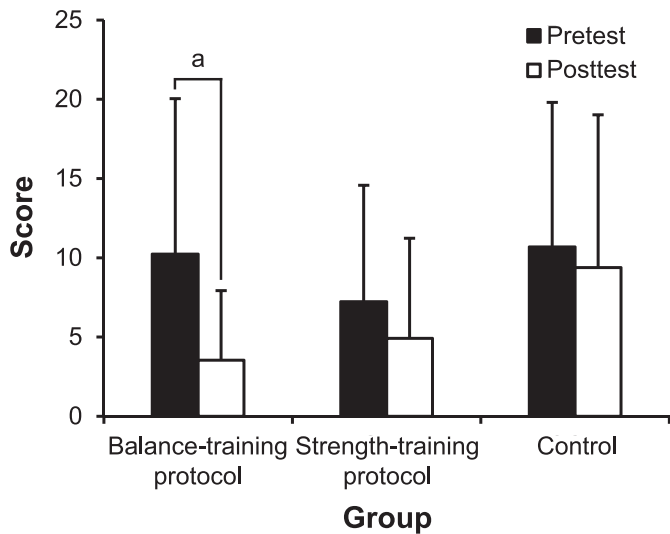 25
20
15
10
5
0
Score
a
Pretest
Posttest
Balance-training
protocol
Strength-training
protocol
Control
Group